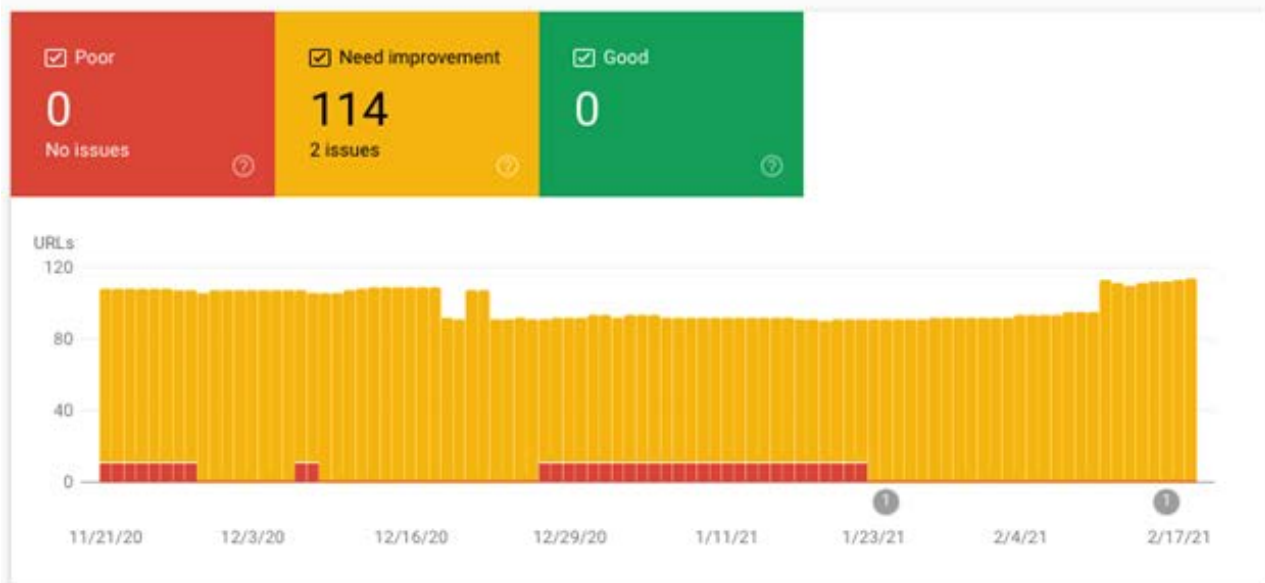 Poor
0
No issues
Need improvement
114
2 issues
Good
0
URLs
120
80
40
0
1
1
11/21/20 12/3/20 12/16/20 12/29/20 1/11/21 1/23/21 2/4/21 2/17/21